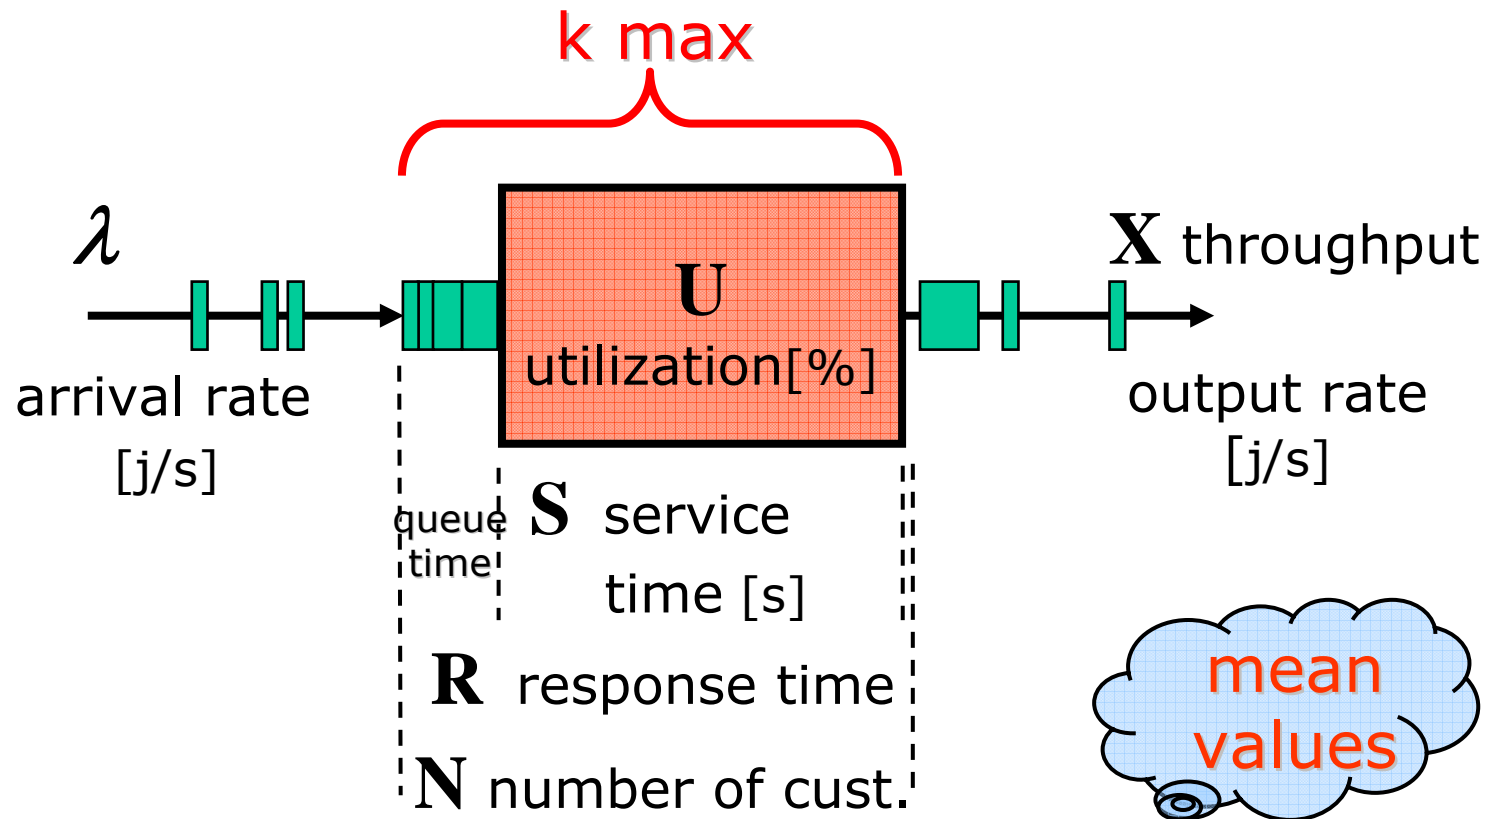 k max
λ
X throughput
U
utilization[%]
arrival rate
[j/s]
output rate
[j/s]
queue
time
S service
time [s]
R response time
N number of cust.
mean
values